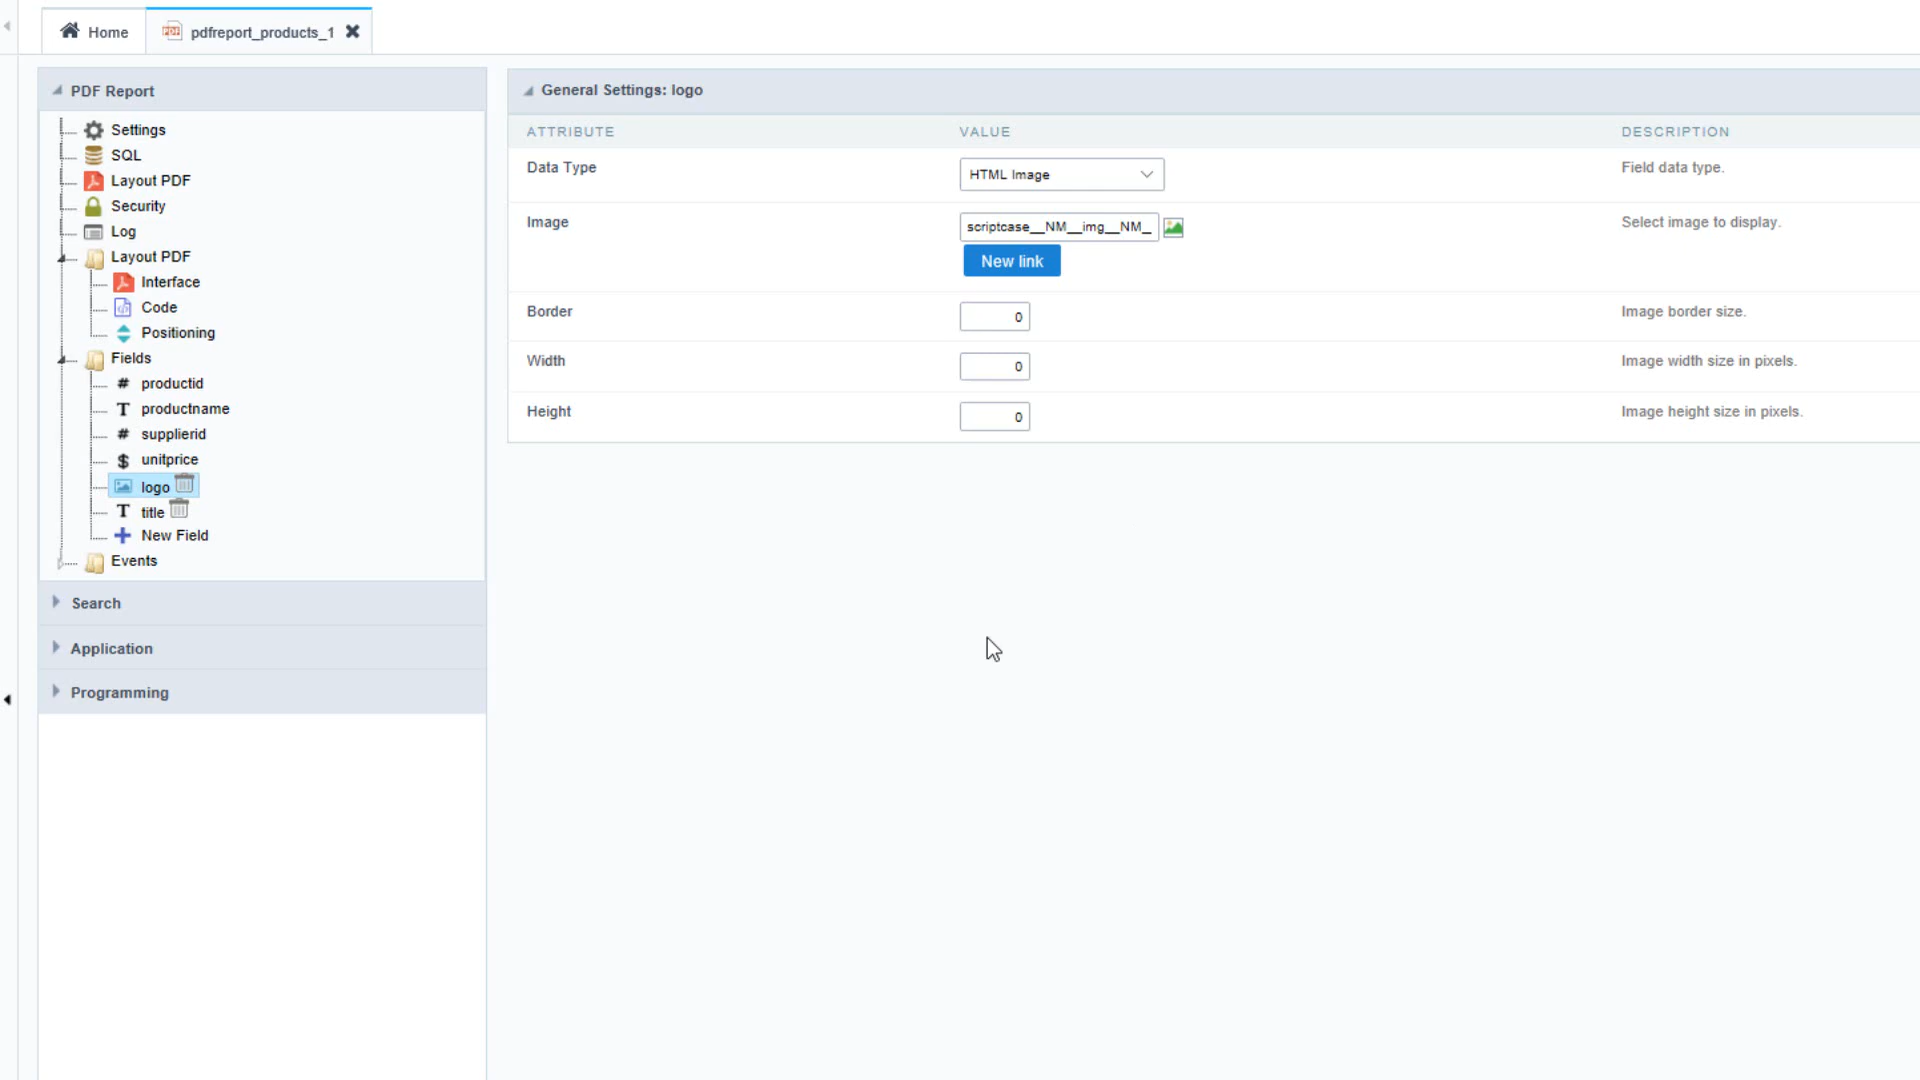 Home
pdfreport_products_1
PDF Report
Settings
SQL
Layout PDF
Security
Log
Layout PDF
Interface
Code
Positioning
Fields
productid
productname
supplierid
unitprice
logo
title
New Field
Events
Search
Application
Programming
General Settings: logo
ATTRIBUTE VALUE DESCRIPTION
Data Type HTML Image Field data type.
Image scriptcase__NM__img__NM_ Select image to display.
New link
Border 0 Image border size.
Width 0 Image width size in pixels.
Height 0 Image height size in pixels.